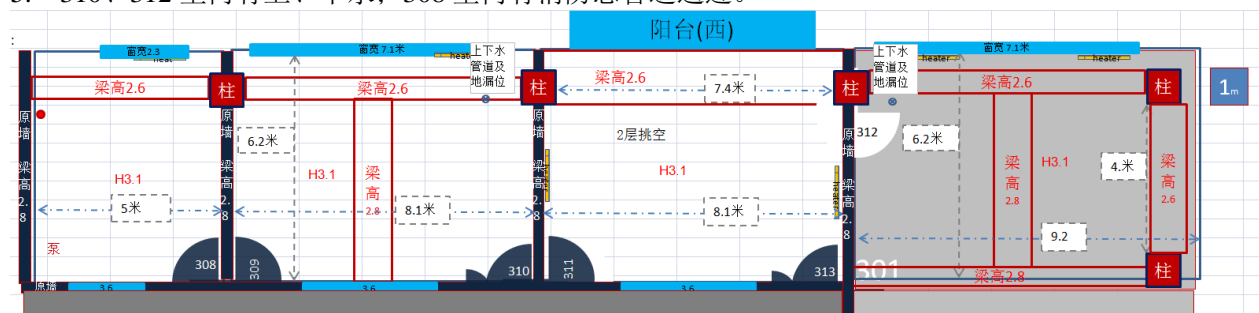 阳台(西)
:
窗宽2.3
窗宽 7.1米
窗宽 7.1米
heater
heater
上下水
管道及
地漏位
上下水
管道及
地漏位
梁高2.6
柱
梁高2.6
柱
梁高2.6
7.4米
柱
梁高2.6
柱
1m
原墙 梁高2.8
原墙 梁高2.8
原墙 梁高2.8
原墙 梁高2.8
6.2米
2层挑空
312
6.2米
H3.1
H3.1
梁高2.8
H3.1
梁高2.8
H3.1
4.米
梁高2.6
heater
5米
8.1米
8.1米
9.2
泵
308
309
310
311
313
301
柱
梁高2.8
原墙
3.6
3.6
3.6